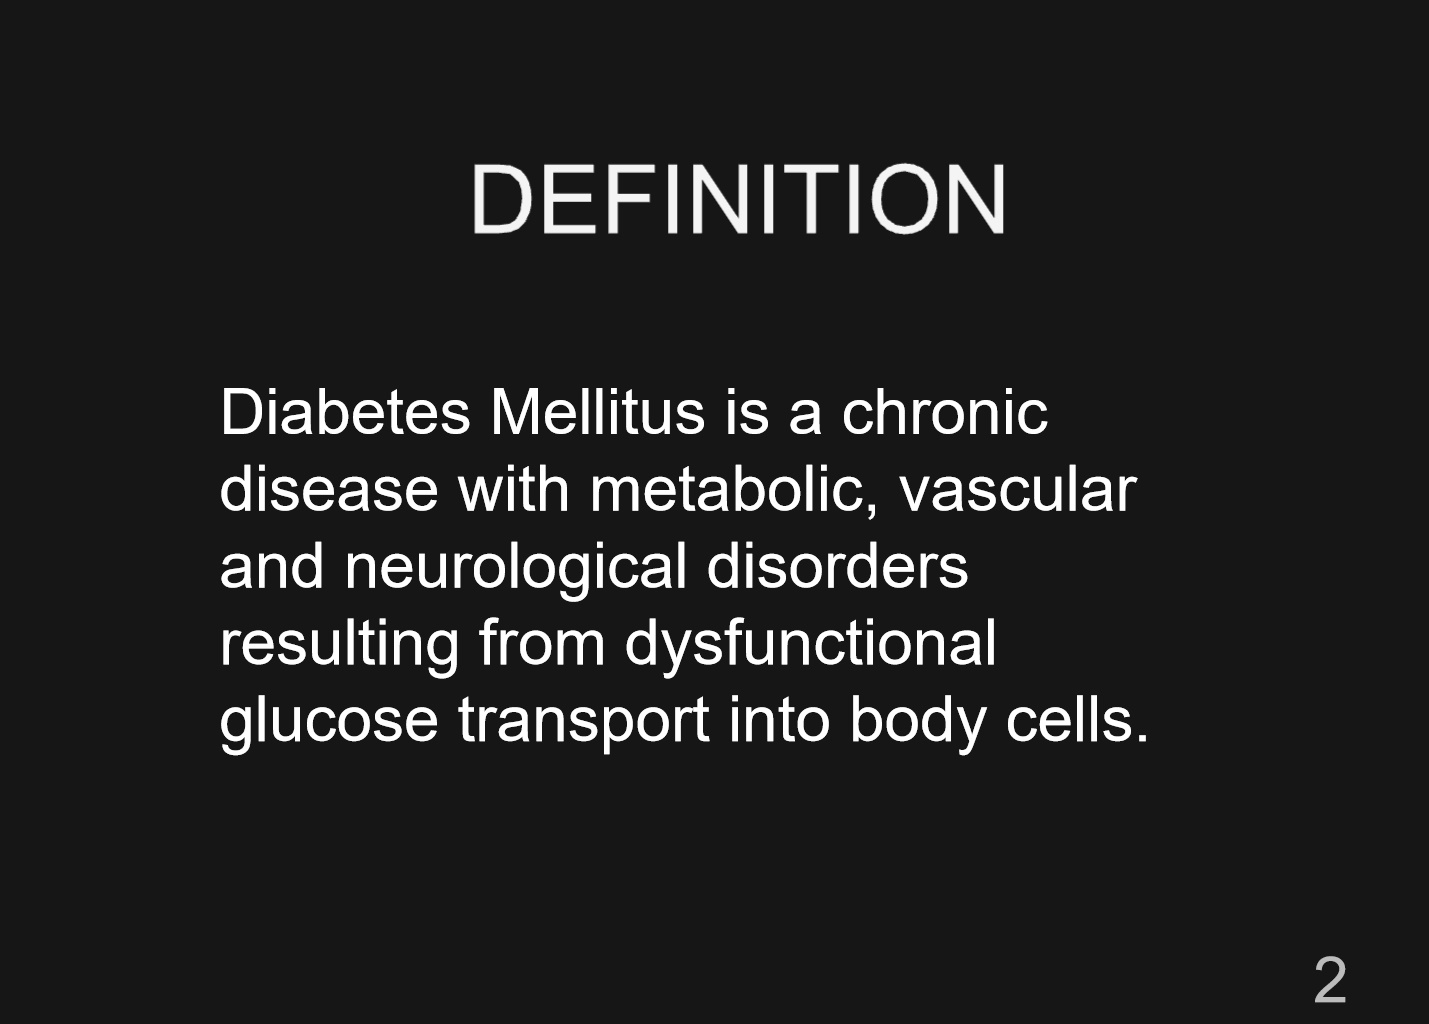 DEFINITION
Diabetes Mellitus is a chronic
disease with metabolic, vascular
and neurological disorders
resulting from dysfunctional
glucose transport into body cells.
2